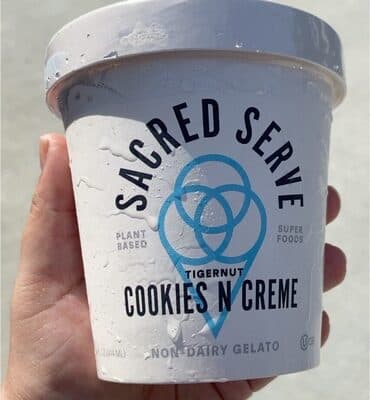 SACRED SERVE
PLANT
BASED
SUPER
FOODS
TIGERNUT
COOKIES N CREME
NON-DAIRY GELATO